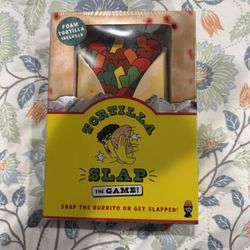 FOAM
TORTILLA
INCLUDED
TORTILLA
SLAP
THE GAME!
SNAP THE BURRITO OR GET SLAPPED!